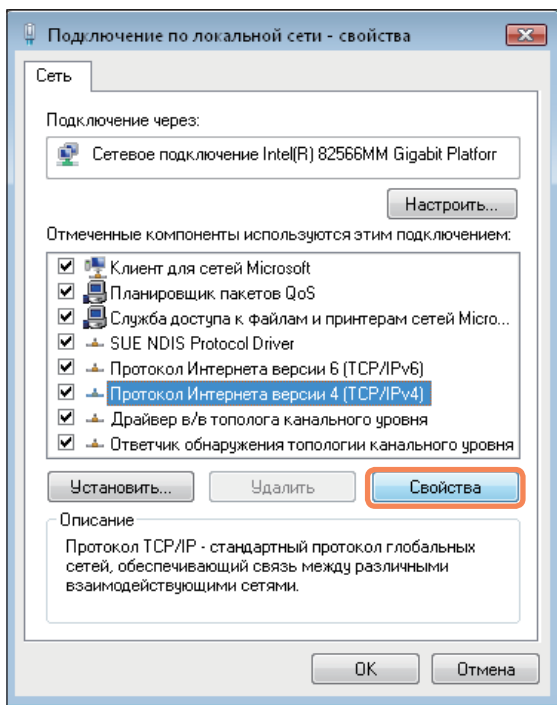 Подключение по локальной сети - свойства
Сеть
Подключение через:
Сетевое подключение Intel(R) 82566MM Gigabit Platforr
Настроить...
Отмеченные компоненты используются этим подключением:
Клиент для сетей Microsoft
Планировщик пакетов QoS
Служба доступа к файлам и принтерам сетей Micro...
SUE NDIS Protocol Driver
Протокол Интернета версии 6 (TCP/IPv6)
Протокол Интернета версии 4 (TCP/IPv4)
Драйвер в/в тополога канального уровня
Ответчик обнаружения топологии канального уровня
Установить...
Удалить
Свойства
Описание
Протокол TCP/IP - стандартный протокол глобальных
сетей, обеспечивающий связь между различными
взаимодействующими сетями.
OK
Отмена